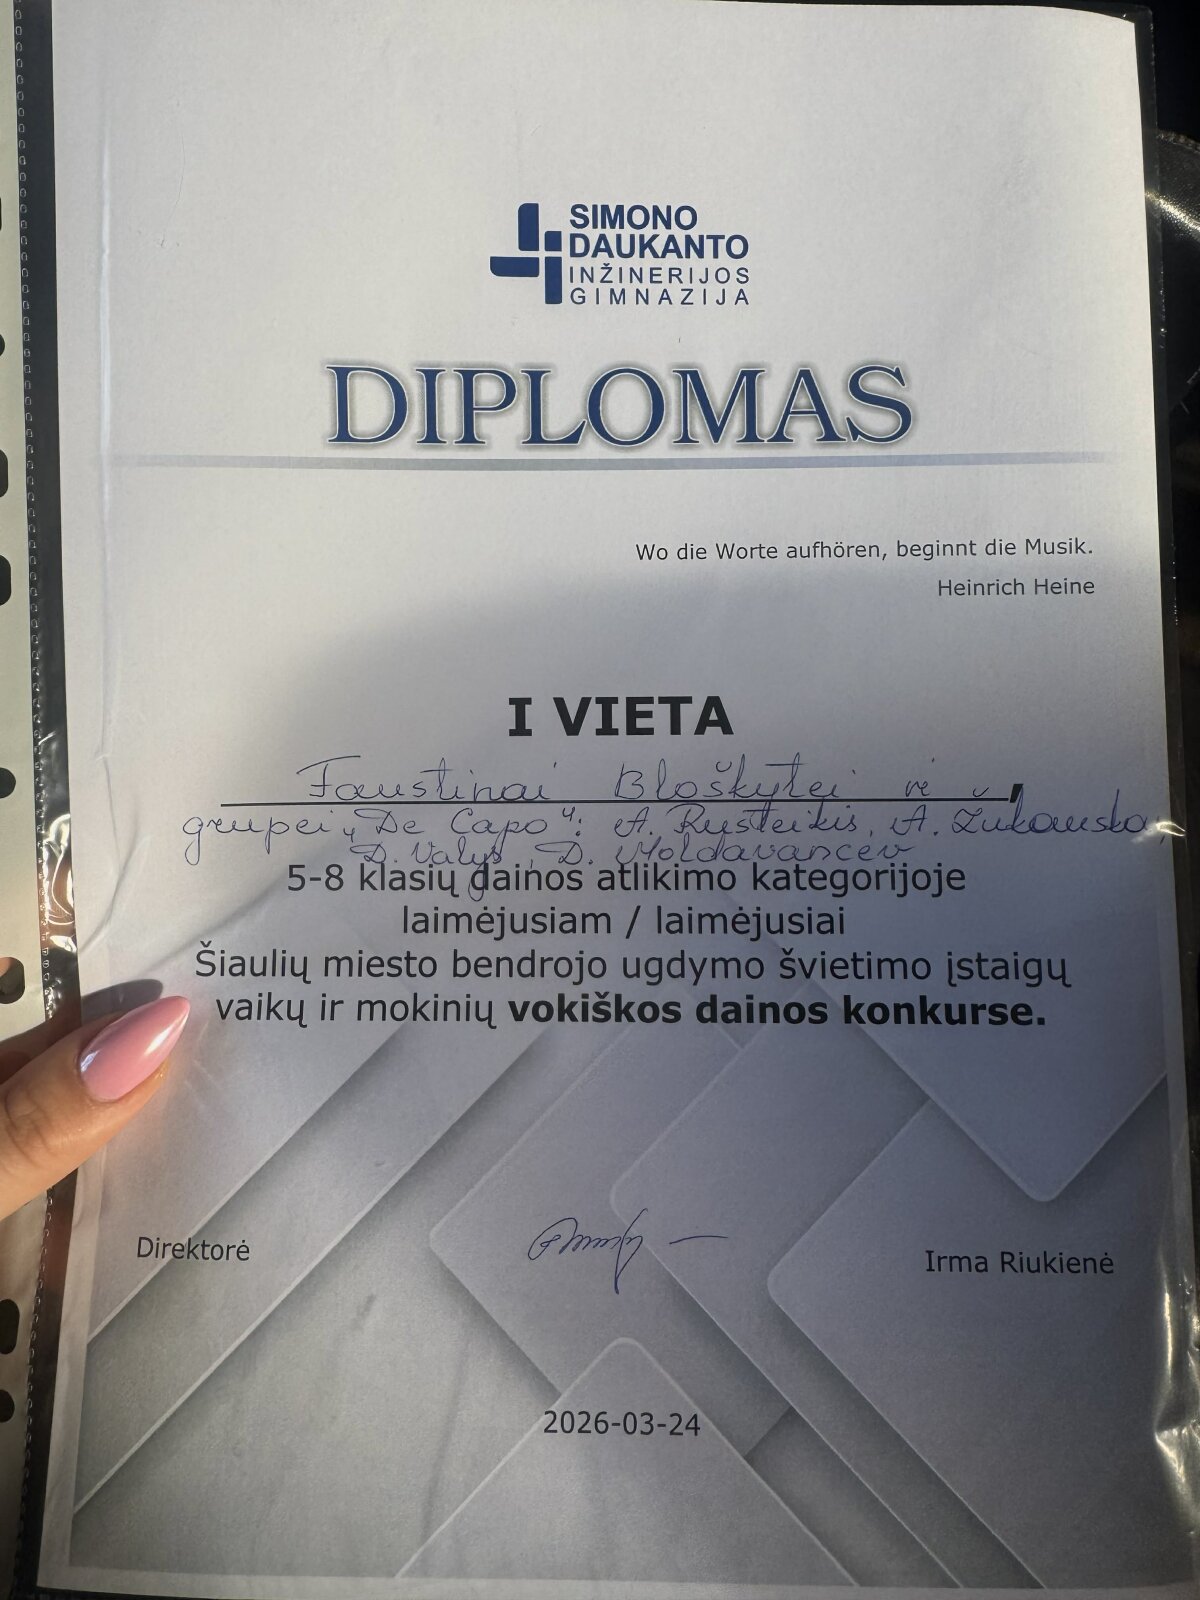 SIMONO
DAUKANTO
INŽINERIJOS
GIMNAZIJA
DIPLOMAS
Wo die Worte aufhören, beginnt die Musik.
Heinrich Heine
I VIETA
Faustinai Bloškytei ir ,
grupei „De Capo“: A. Rusteikis, A. Žukauska,
D. Valys, D. Moldavancev
5-8 klasių dainos atlikimo kategorijoje
laimėjusiam / laimėjusiai
Šiaulių miesto bendrojo ugdymo švietimo įstaigų
vaikų ir mokinių vokiškos dainos konkurse.
Direktorė
Irma Riukienė
2026-03-24